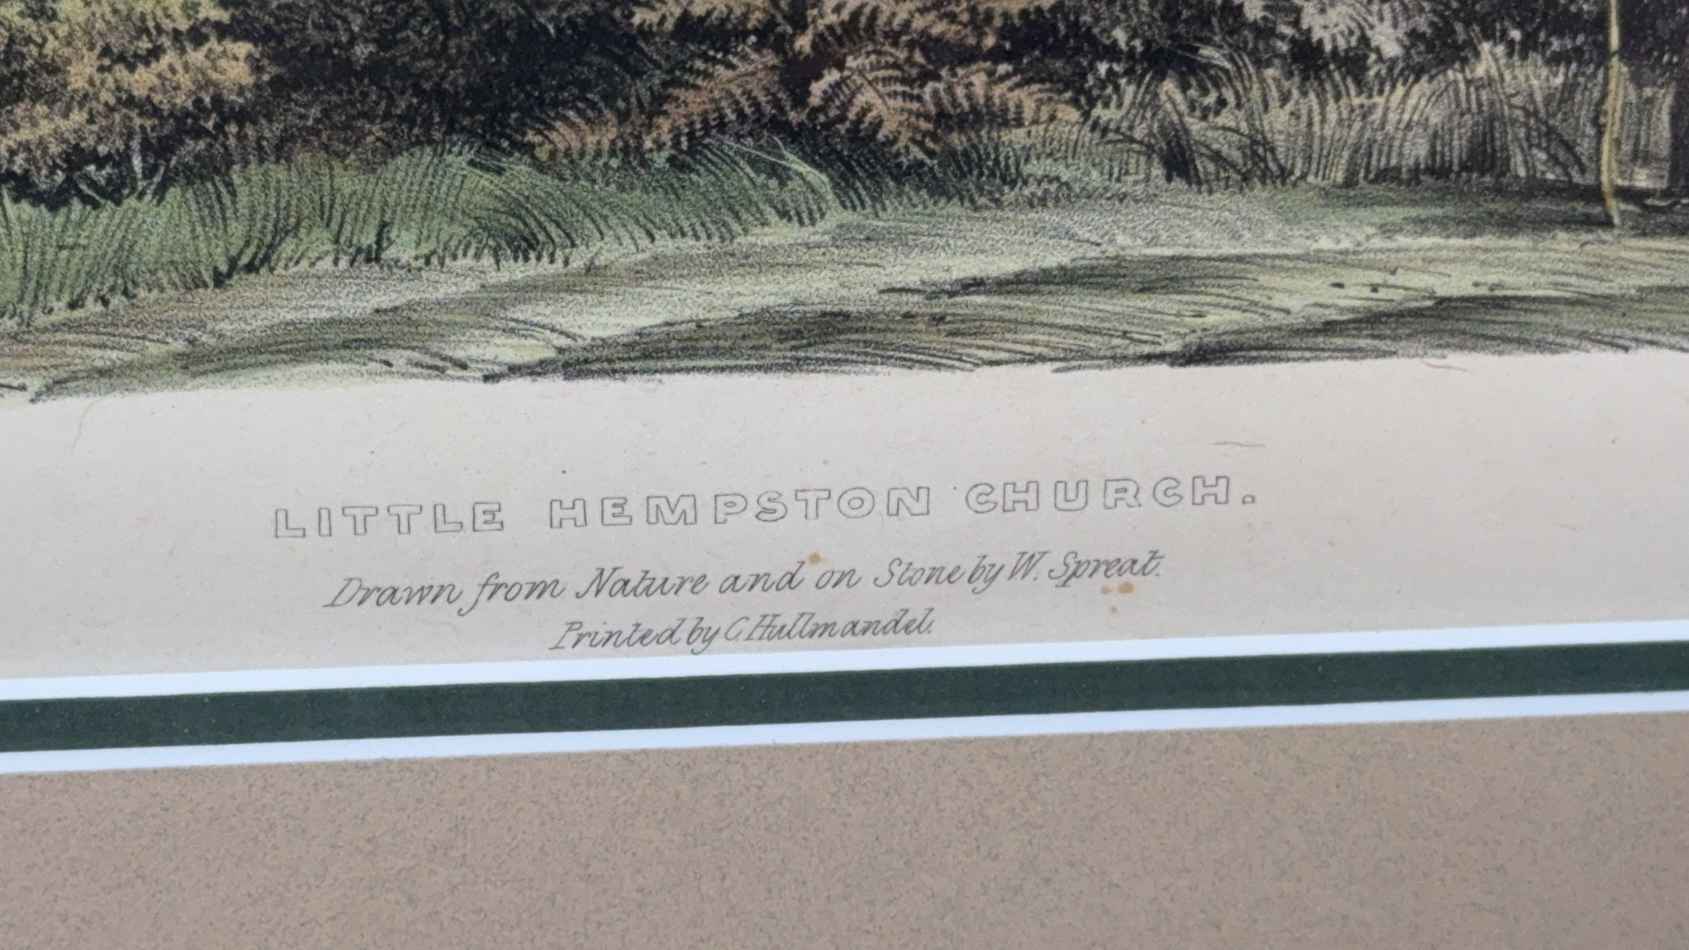 LITTLE HEMPSTON CHURCH.
Drawn from Nature and on Stone by W. Spreat.
Printed by C Hullmandel.